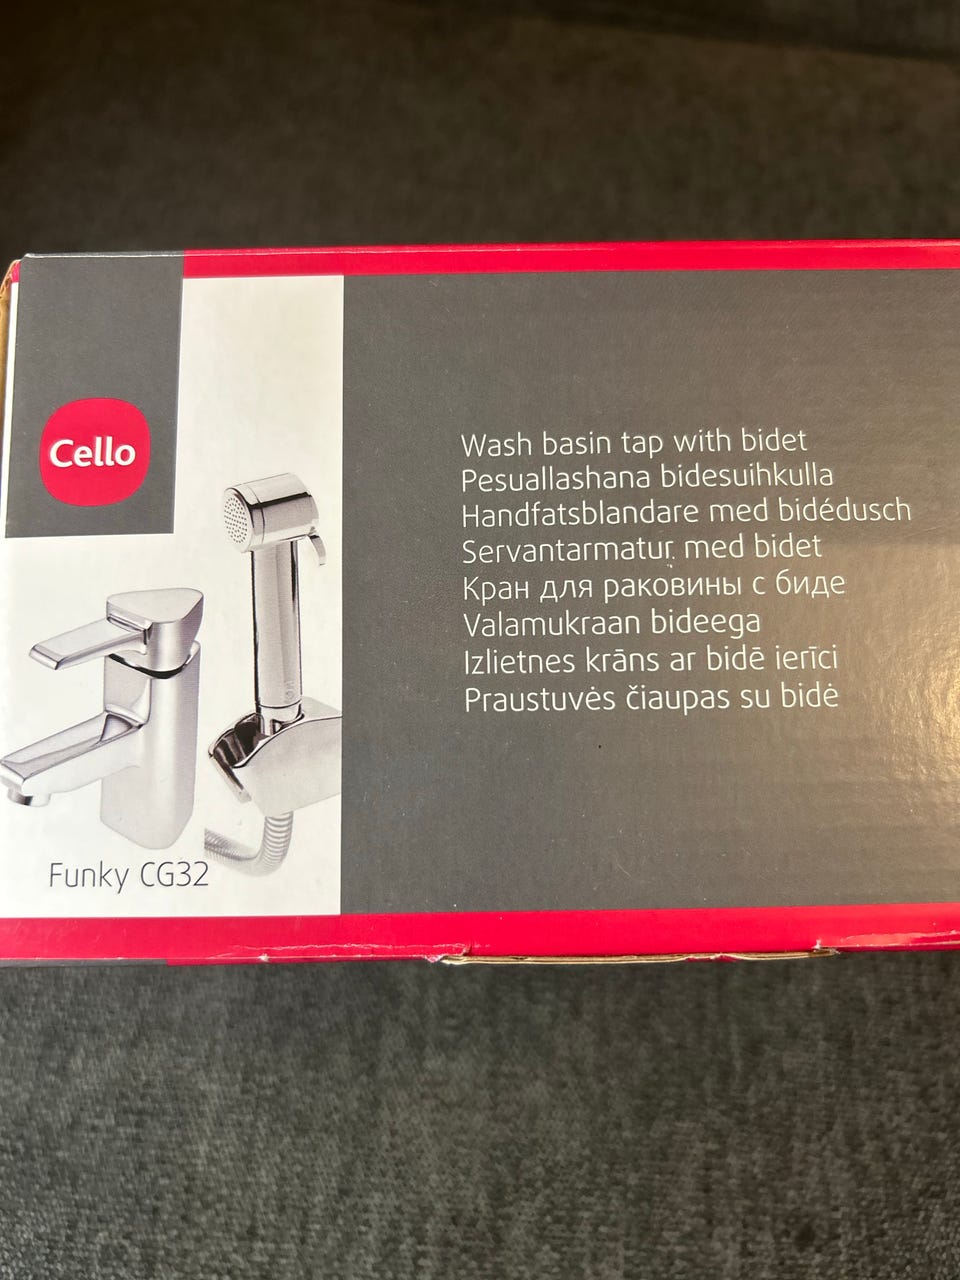 Cello
Wash basin tap with bidet
Pesuallashana bidesuihkulla
Handfatsblandare med bidédusch
Servantarmatur med bidet
Кран для раковины с биде
Valamukraan bideega
Izlietnes krāns ar bidē ierīci
Praustuvės čiaupas su bidė
Funky CG32